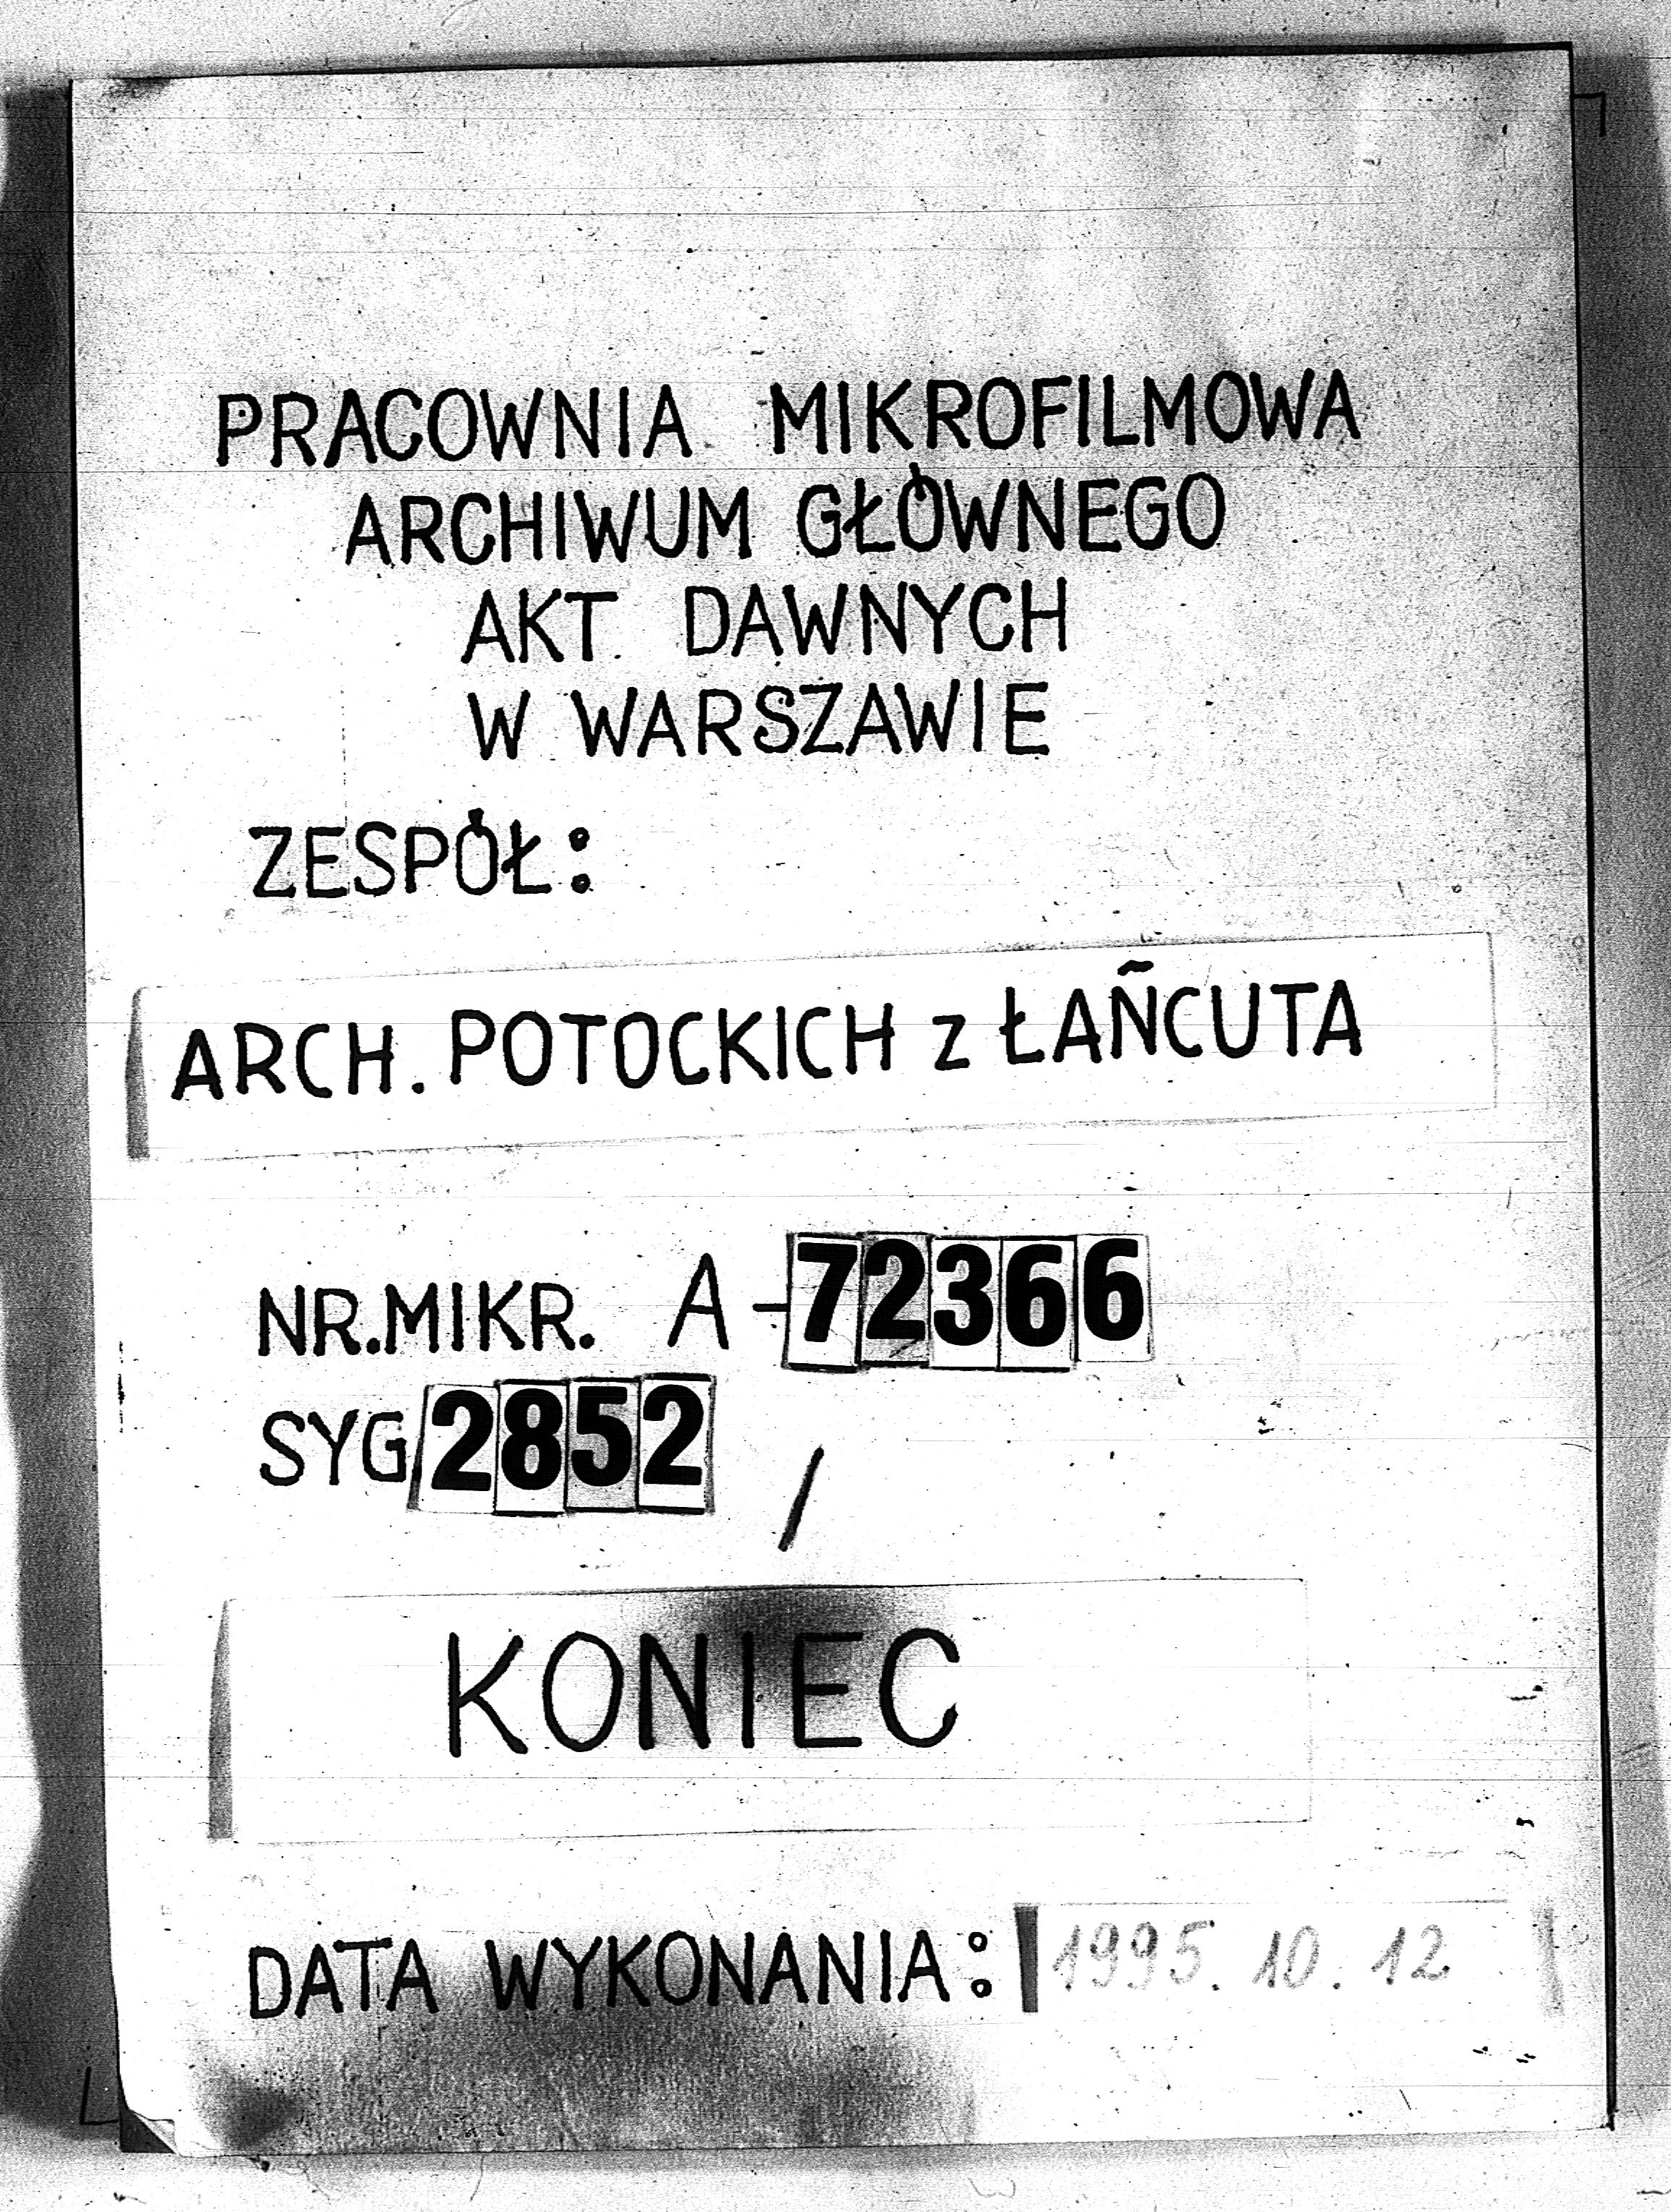 PRACOWNIA MIKROFILMOWA
ARCHIWUM GŁÓWNEGO
AKT DAWNYCH
W WARSZAWIE
ZESPÓŁ:
ARCH. POTOCKICH z ŁAŃCUTA
NR. MIKR. A-72366
SYG 2852 /
KONIEC
DATA WYKONANIA: 1995. 10. 12